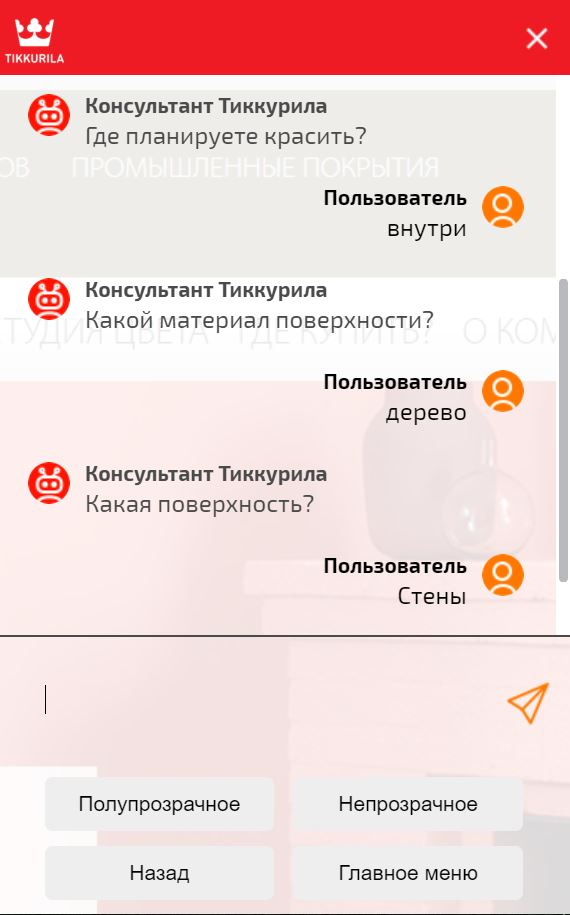 TIKKURILA
Консультант Тиккурила
Где планируете красить?
ОВ ПРОМЫШЛЕННЫЕ ПОКРЫТИЯ
Пользователь
внутри
Консультант Тиккурила
Какой материал поверхности?
ТУДИЯ ЦВЕТА ГДЕ КУПИТЬ? О КОМ
Пользователь
дерево
Консультант Тиккурила
Какая поверхность?
Пользователь
Стены
Полупрозрачное Непрозрачное
Назад Главное меню